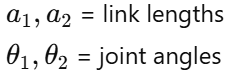 a₁, a₂ = link lengths
θ₁, θ₂ = joint angles